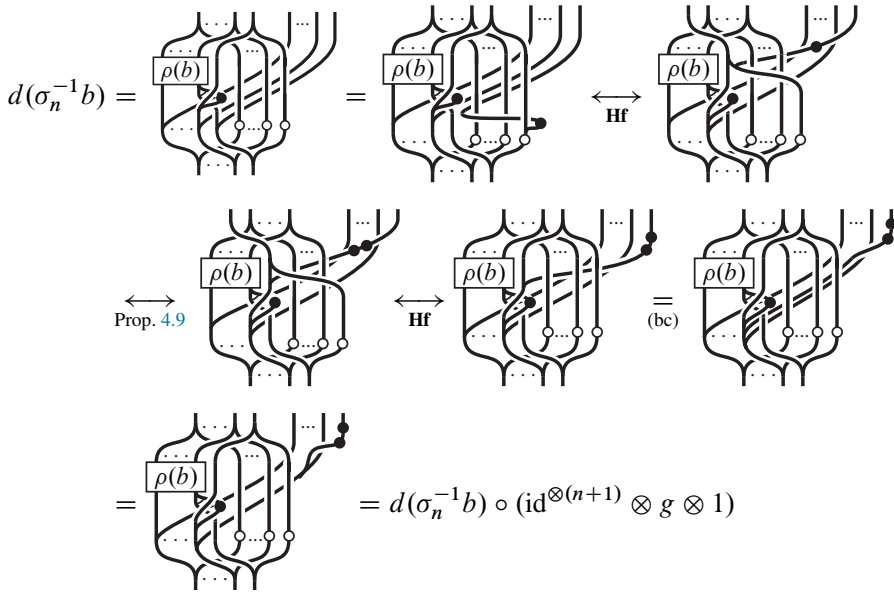 d(σ_n^{-1}b) = ρ(b) = ρ(b) ⟷ ρ(b)
Hf
⟷ ρ(b) ⟷ ρ(b) = ρ(b)
Prop. 4.9 Hf (bc)
= ρ(b) = d(σ_n^{-1}b) ∘ (id^{⊗(n+1)} ⊗ g ⊗ 1)